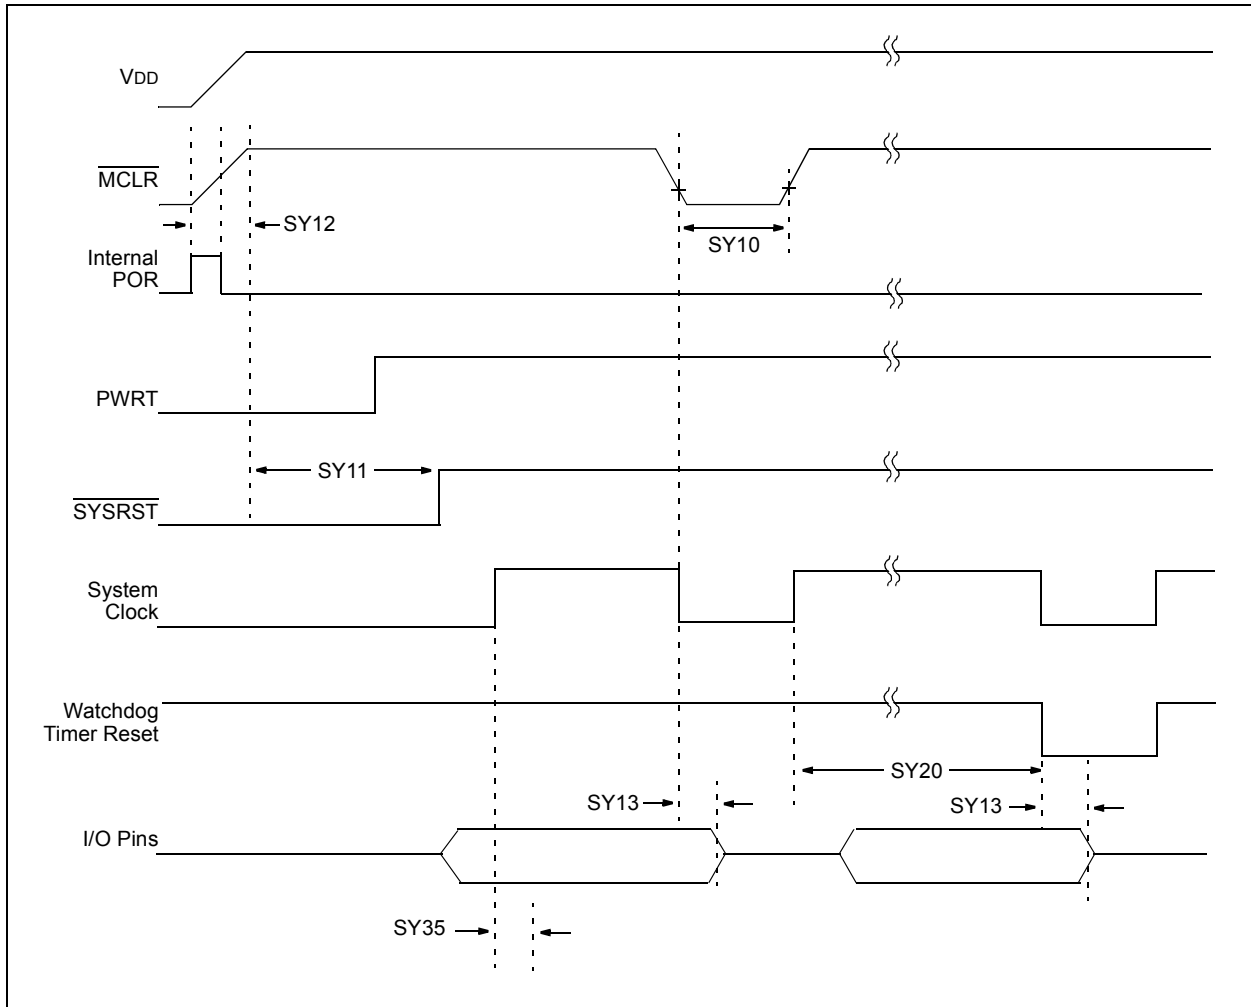 VDD
MCLR
SY12
SY10
Internal
POR
PWRT
SY11
SYSRST
System
Clock
Watchdog
Timer Reset
SY20
SY13
SY13
I/O Pins
SY35